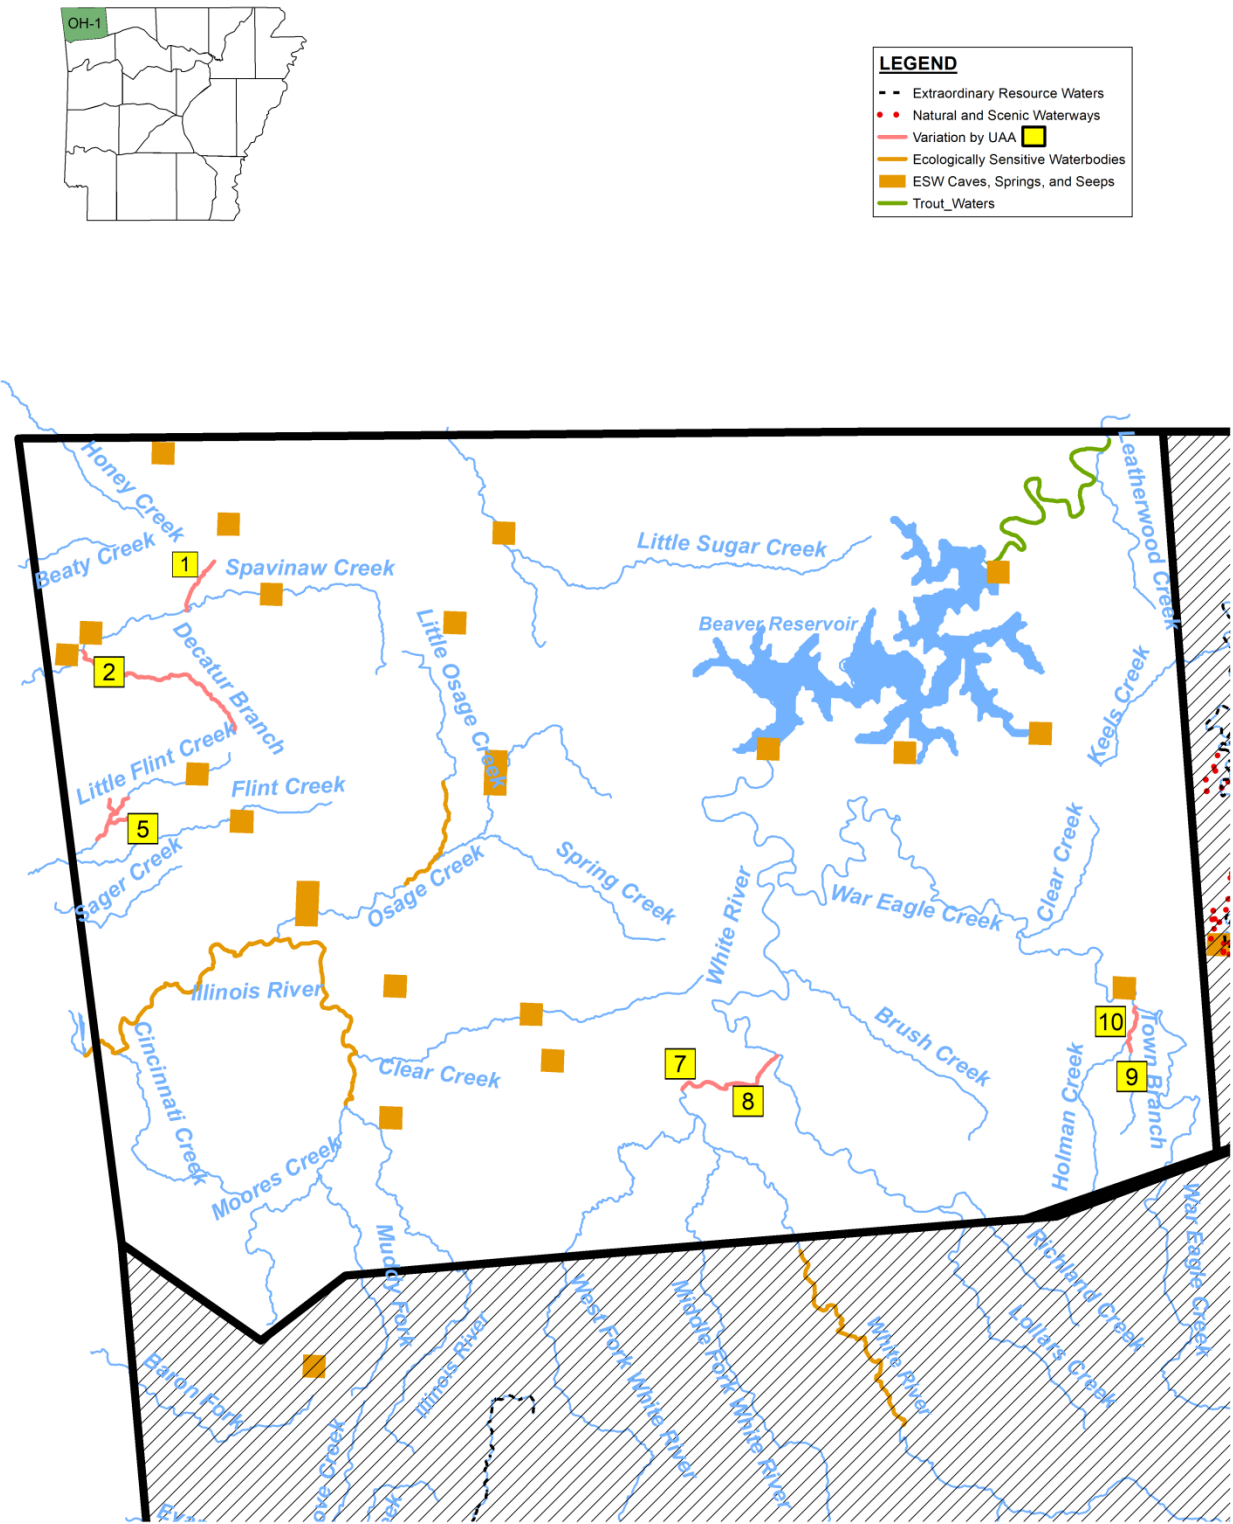 OH-1
LEGEND
Extraordinary Resource Waters
Natural and Scenic Waterways
Variation by UAA
Ecologically Sensitive Waterbodies
ESW Caves, Springs, and Seeps
Trout_Waters
Honey Creek
Leatherwood Creek
Beaty Creek
1
Spavinaw Creek
Little Sugar Creek
Beaver Reservoir
Little Osage Creek
Decatur Branch
2
Keels Creek
Little Flint Creek
Flint Creek
5
Sager Creek
Osage Creek
Spring Creek
White River
War Eagle Creek
Clear Creek
Illinois River
Cincinnati Creek
Clear Creek
Brush Creek
10
Town Branch
7
8
9
Holman Creek
Moores Creek
Muddy Fork
Illinois River
West Fork White River
Middle Fork White River
White River
Richland Creek
Lollars Creek
War Eagle Creek
Baron Fork
ove Creek
eek
Evan